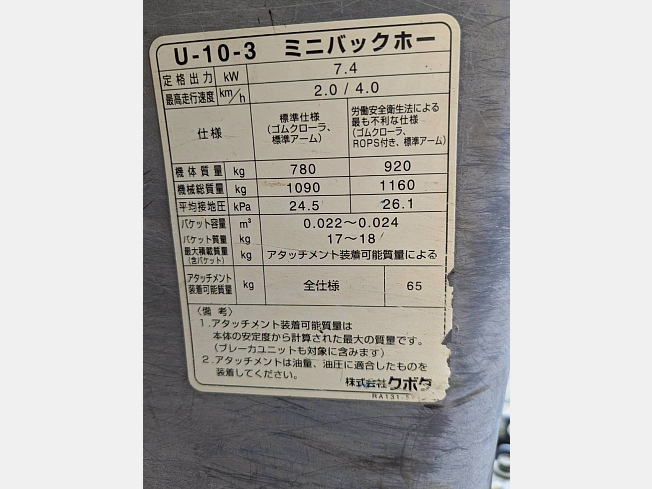 U-10-3 ミニバックホー
定格出力 kW 7.4
最高走行速度 km/h 2.0 / 4.0
仕様 標準仕様 (ゴムクローラ、 標準アーム) 労働安全衛生法による 最も不利な仕様 (ゴムクローラ、 ROPS付き、標準アーム)
機体質量 kg 780 920
機械総質量 kg 1090 1160
平均接地圧 kPa 24.5 26.1
バケット容量 m³ 0.022～0.024
バケット質量 kg 17～18
最大積載質量 (含バケット) kg アタッチメント装着可能質量による
アタッチメント 装着可能質量 kg 全仕様 65
〈備 考〉
1.アタッチメント装着可能質量は
本体の安定度から計算された最大の質量です。
(ブレーカユニットも対象に含みます)
2.アタッチメントは油量、油圧に適合したものを
装着してください。
株式会社クボタ
RA131-5